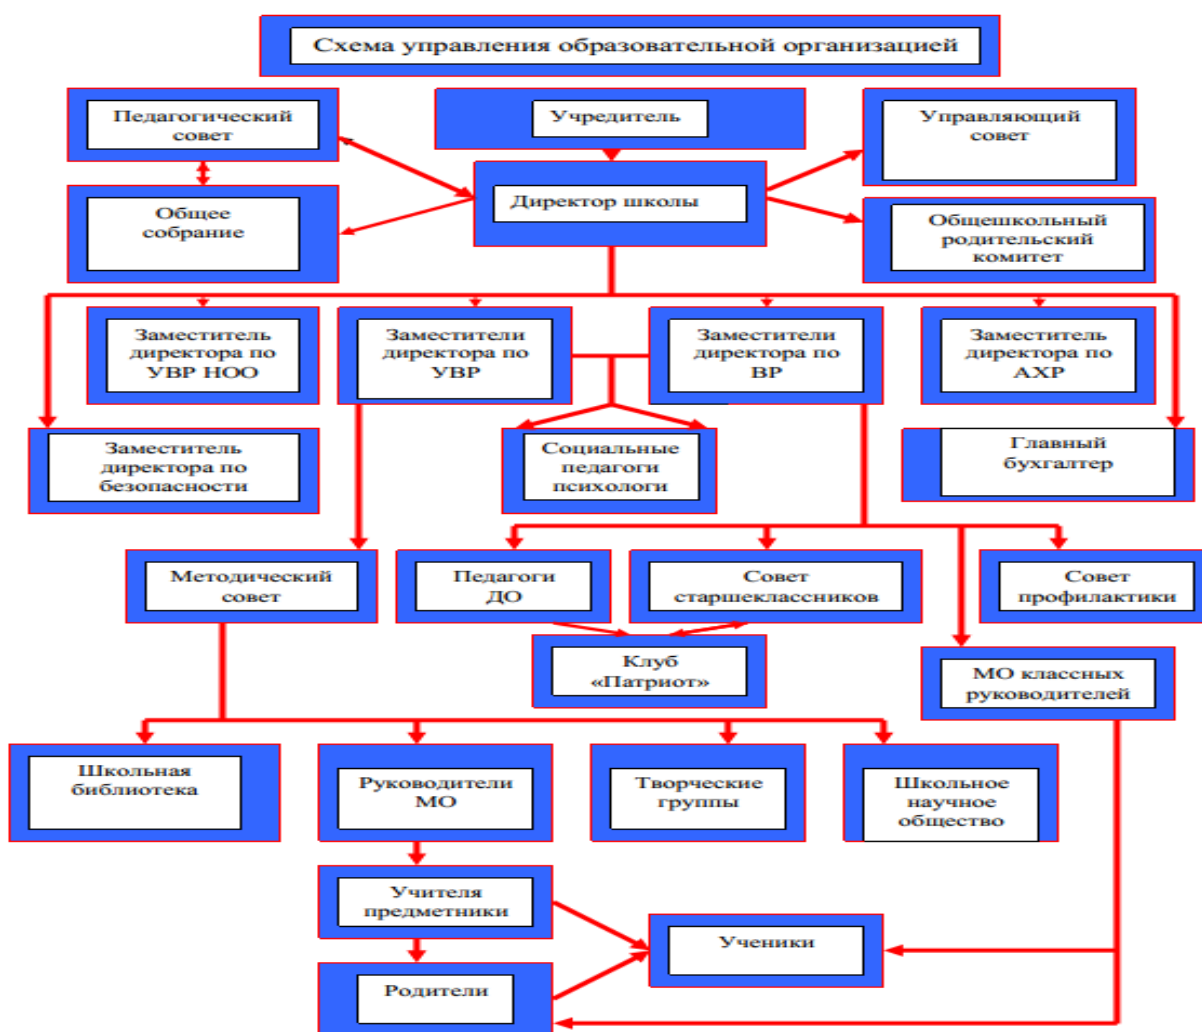 Схема управления образовательной организацией
Педагогический
совет
Учредитель
Управляющий
совет
Общее
собрание
Директор школы
Общешкольный
родительский
комитет
Заместитель
директора по
УВР НОО
Заместители
директора по
УВР
Заместители
директора по
ВР
Заместитель
директора по
АХР
Заместитель
директора по
безопасности
Социальные
педагоги
психологи
Главный
бухгалтер
Методический
совет
Педагоги
ДО
Совет
старшеклассников
Совет
профилактики
Клуб
«Патриот»
МО классных
руководителей
Школьная
библиотека
Руководители
МО
Творческие
группы
Школьное
научное
общество
Учителя
предметники
Ученики
Родители